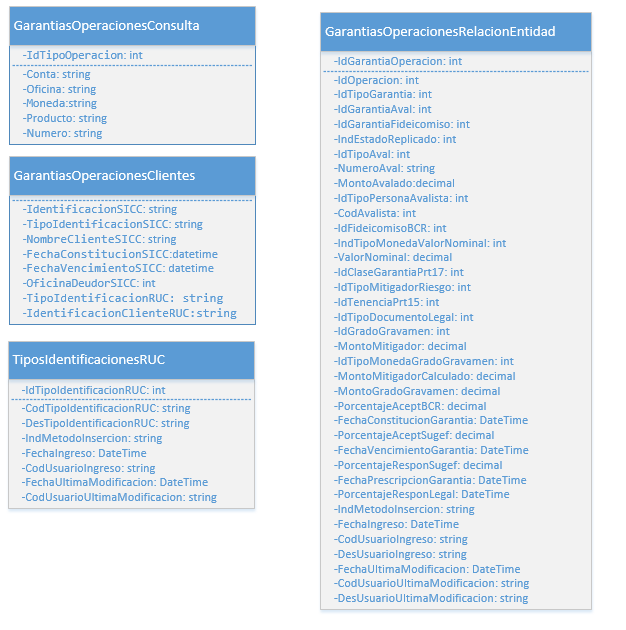 GarantiasOperacionesConsulta
-IdTipoOperacion: int
-Conta: string
-Oficina: string
-Moneda:string
-Producto: string
-Numero: string
GarantiasOperacionesClientes
-IdentificacionSICC: string
-TipoIdentificacionSICC: string
-NombreClienteSICC: string
-FechaConstitucionSICC:datetime
-FechaVencimientoSICC: datetime
-OficinaDeudorSICC: int
-TipoIdentificacionRUC: string
-IdentificacionClienteRUC:string
TiposIdentificacionesRUC
-IdTipoIdentificacionRUC: int
-CodTipoIdentificacionRUC: string
-DesTipoIdentificacionRUC: string
-IndMetodoInsercion: string
-FechaIngreso: DateTime
-CodUsuarioIngreso: string
-FechaUltimaModificacion: DateTime
-CodUsuarioUltimaModificacion: string
GarantiasOperacionesRelacionEntidad
-IdGarantiaOperacion: int
-IdOperacion: int
-IdTipoGarantia: int
-IdGarantiaAval: int
-IdGarantiaFideicomiso: int
-IndEstadoReplicado: int
-IdTipoAval: int
-NumeroAval: string
-MontoAvalado:decimal
-IdTipoPersonaAvalista: int
-CodAvalista: int
-IdFideicomisoBCR: int
-IndTipoMonedaValorNominal: int
-ValorNominal: decimal
-IdClaseGarantiaPrt17: int
-IdTipoMitigadorRiesgo: int
-IdTenenciaPrt15: int
-IdTipoDocumentoLegal: int
-IdGradoGravamen: int
-MontoMitigador: decimal
-IdTipoMonedaGradoGravamen: int
-MontoMitigadorCalculado: decimal
-MontoGradoGravamen: decimal
-PorcentajeAceptBCR: decimal
-FechaConstitucionGarantia: DateTime
-PorcentajeAceptSugef: decimal
-FechaVencimientoGarantia: DateTime
-PorcentajeResponSugef: decimal
-FechaPrescripcionGarantia: DateTime
-PorcentajeResponLegal: DateTime
-IndMetodoInsercion: string
-FechaIngreso: DateTime
-CodUsuarioIngreso: string
-DesUsuarioIngreso: string
-FechaUltimaModificacion: DateTime
-CodUsuarioUltimaModificacion: string
-DesUsuarioUltimaModificacion: string